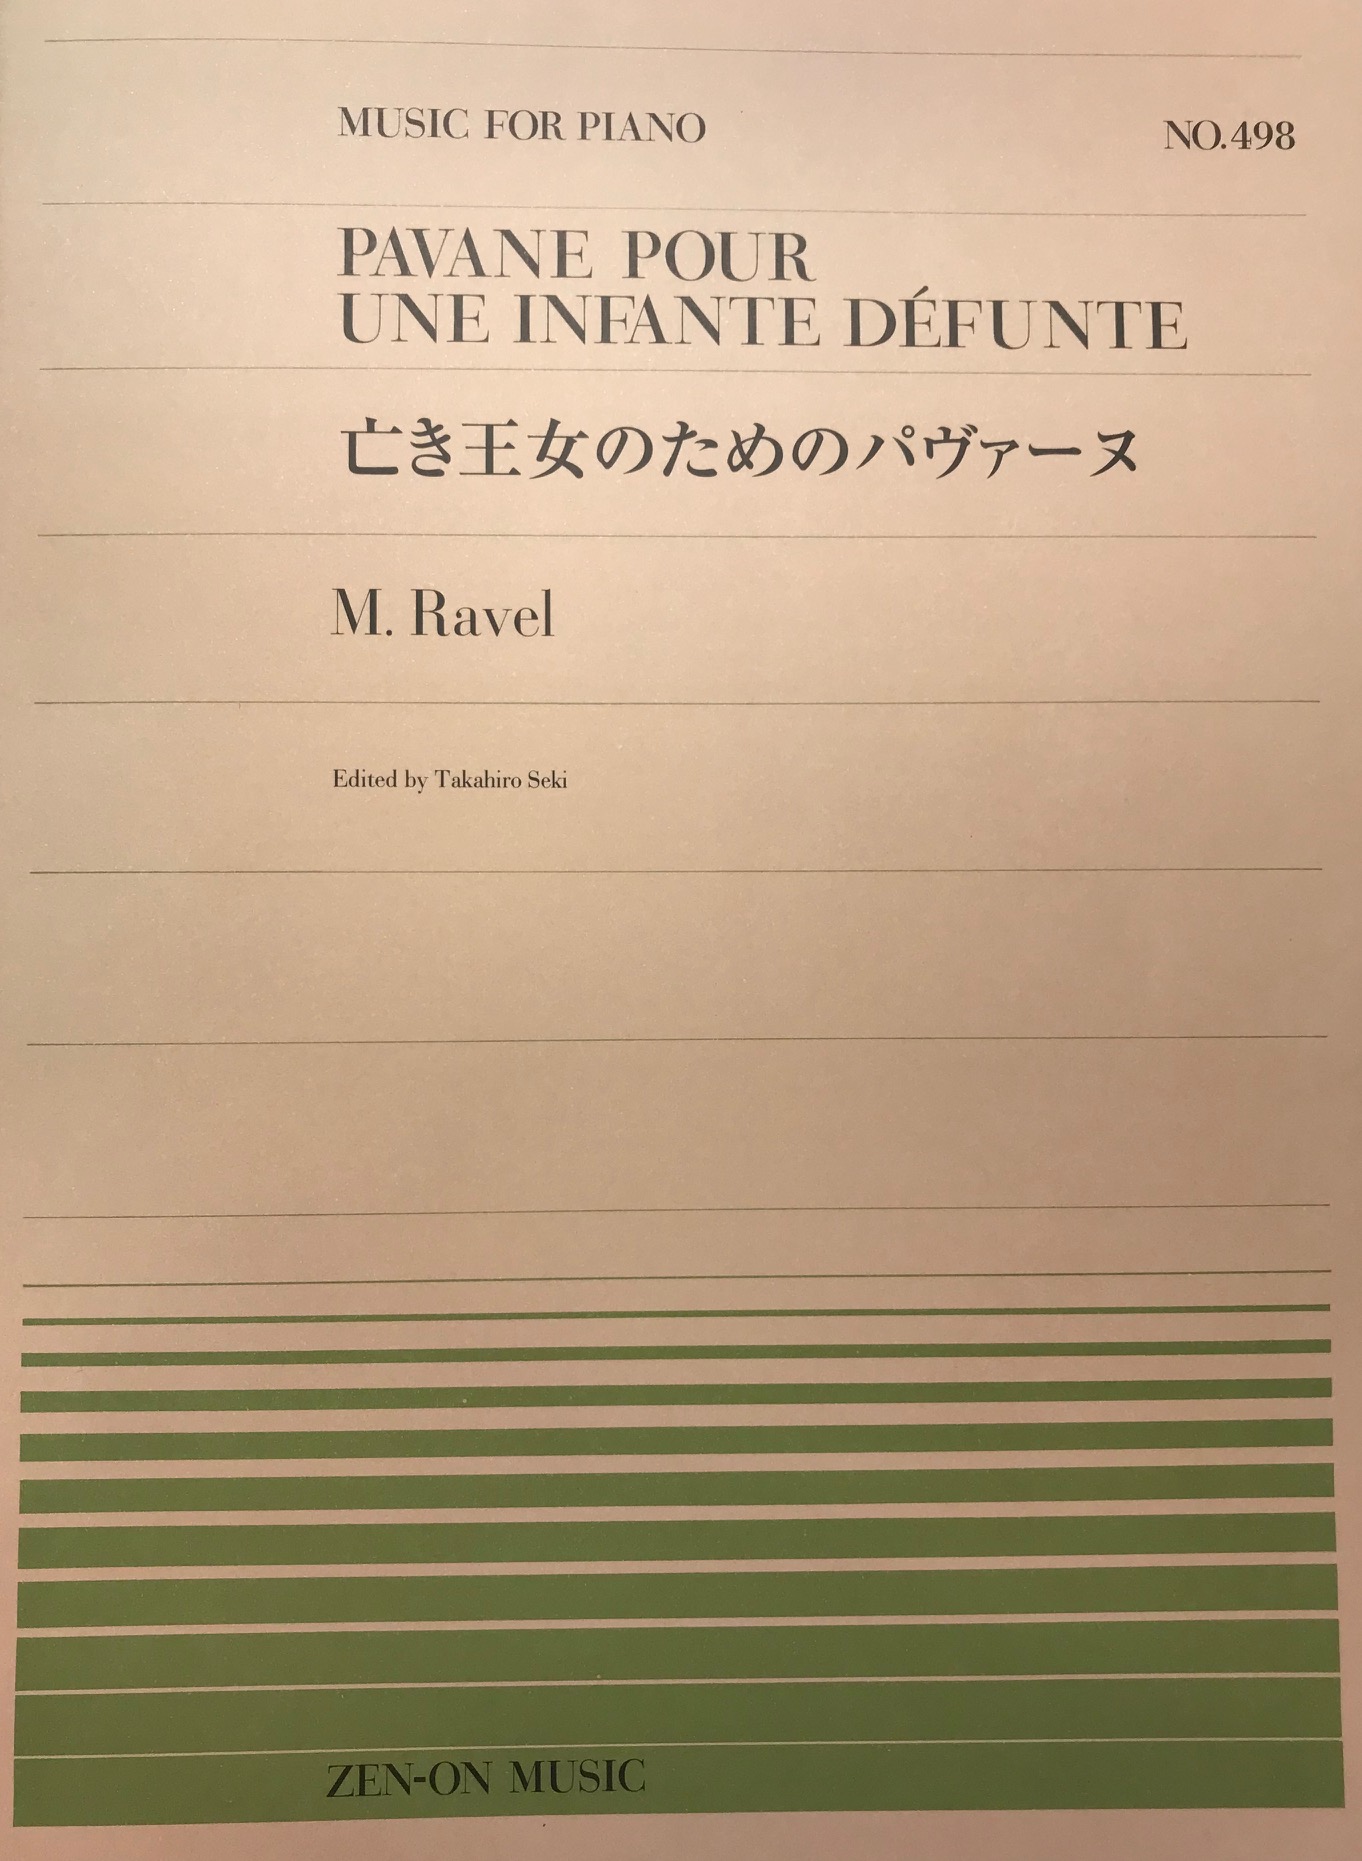 MUSIC FOR PIANO NO.498
PAVANE POUR
UNE INFANTE DÉFUNTE
亡き王女のためのパヴァーヌ
M. Ravel
Edited by Takahiro Seki
ZEN-ON MUSIC